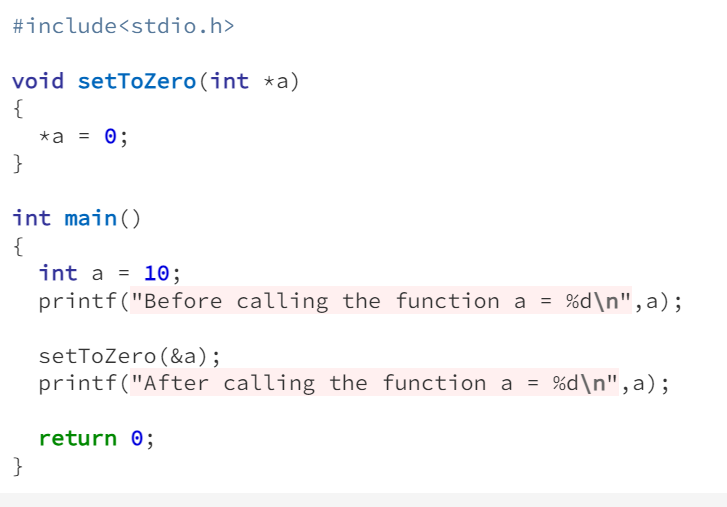 #include<stdio.h>
void setToZero(int *a)
{
  *a = 0;
}
int main()
{
  int a = 10;
  printf("Before calling the function a = %d\n",a);
  setToZero(&a);
  printf("After calling the function a = %d\n",a);
  return 0;
}